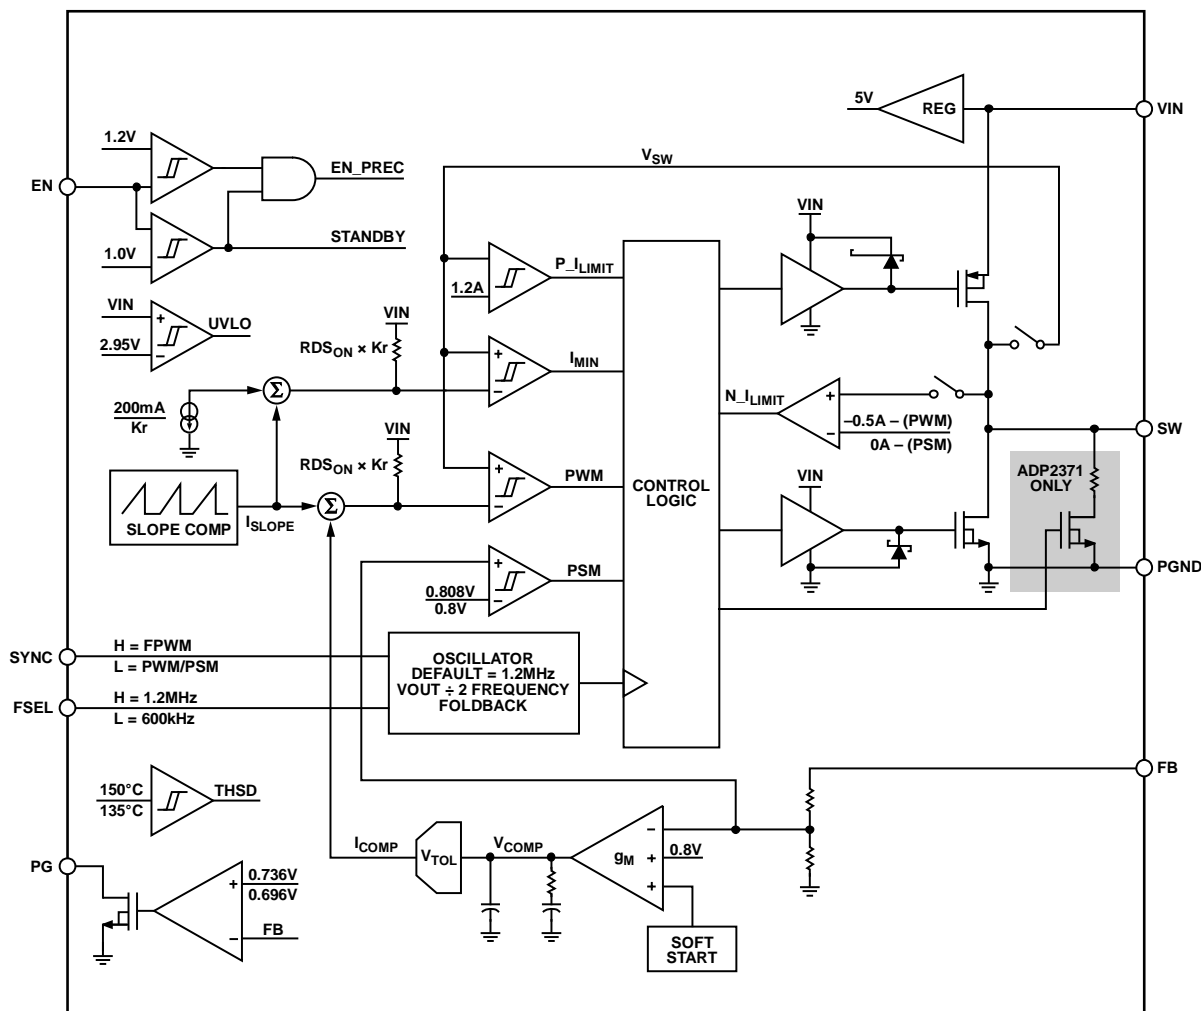 5V
REG
VIN
1.2V
EN
EN_PREC
STANDBY
1.0V
VSW
VIN
P_ILIMIT
1.2A
VIN
+
−
UVLO
2.95V
VIN
RDSON × Kr
+
−
IMIN
Σ
200mA
Kr
N_ILIMIT
+
−
–0.5A – (PWM)
0A – (PSM)
SW
VIN
RDSON × Kr
+
−
PWM
CONTROL
LOGIC
VIN
ADP2371
ONLY
SLOPE COMP
ISLOPE
Σ
+
−
PSM
0.808V
0.8V
PGND
SYNC
H = FPWM
L = PWM/PSM
FSEL
H = 1.2MHz
L = 600kHz
OSCILLATOR
DEFAULT = 1.2MHz
VOUT ÷ 2 FREQUENCY
FOLDBACK
FB
150°C
135°C
THSD
ICOMP
VTOL
VCOMP
gM
−
+
0.8V
+
SOFT
START
PG
+
−
0.736V
0.696V
FB